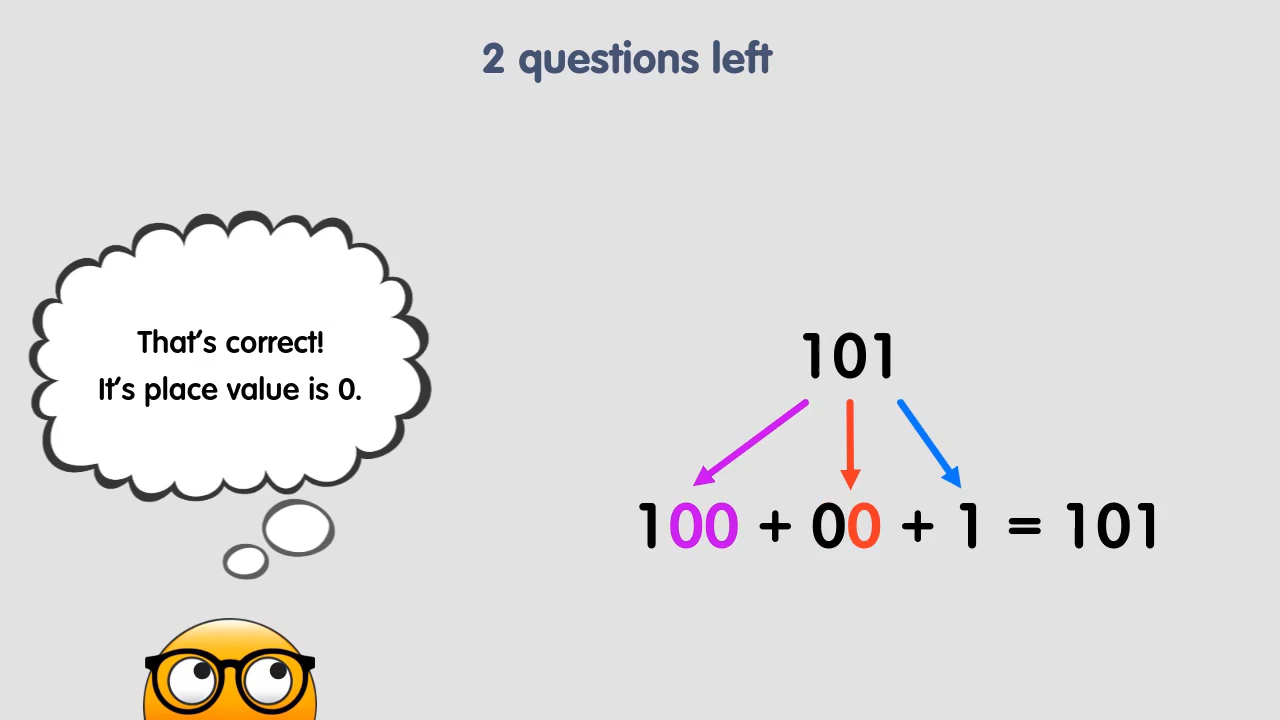 2 questions left
That's correct!
It's place value is 0.
101
100 + 00 + 1 = 101